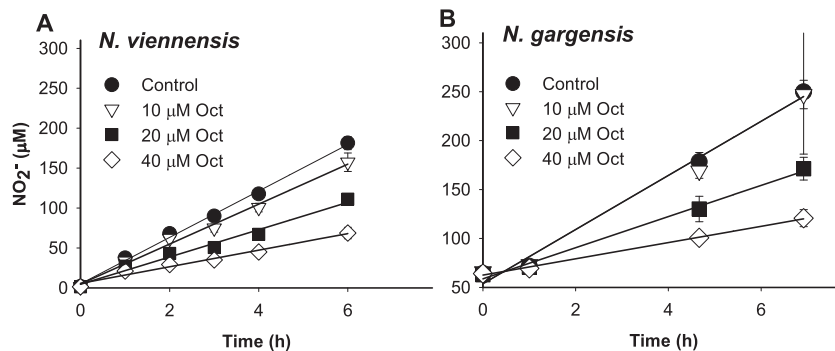 A
N. viennensis
300
250
200
150
100
50
0
NO2- (µM)
Control
10 µM Oct
20 µM Oct
40 µM Oct
0 2 4 6
Time (h)
B
N. gargensis
300
250
200
150
100
50
Control
10 µM Oct
20 µM Oct
40 µM Oct
0 2 4 6
Time (h)